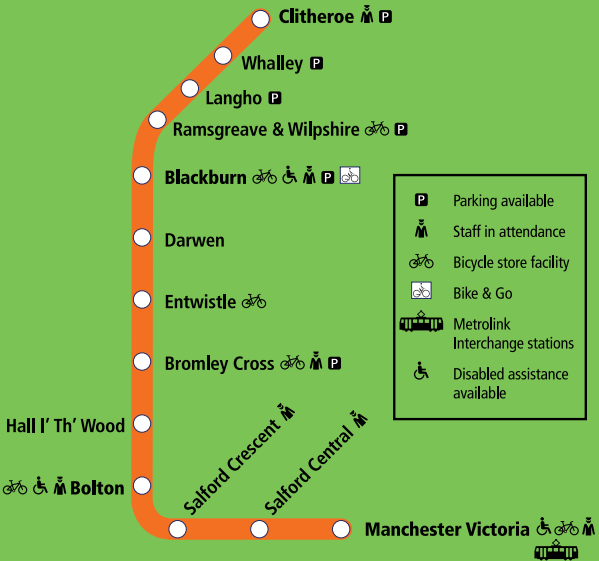 Clitheroe
Whalley
P
Langho
P
Ramsgreave & Wilpshire
P
Blackburn
P
Darwen
Entwistle
Bromley Cross
P
Hall I' Th' Wood
Bolton
Salford Crescent
Salford Central
Manchester Victoria
P
P Parking available
Staff in attendance
Bicycle store facility
Bike & Go
Metrolink
Interchange stations
Disabled assistance
available